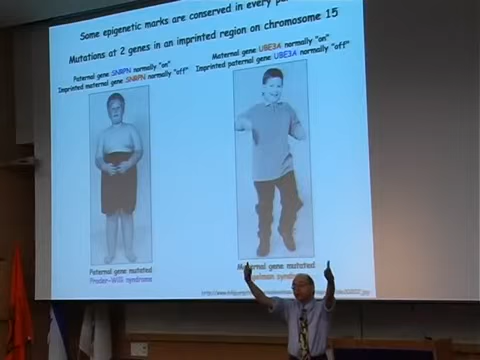 Some epigenetic marks are conserved in every
Mutations at 2 genes in an imprinted region on chromosome 15
Paternal gene SNRPN normally "on"
Imprinted maternal gene SNRPN normally "off"
Maternal gene UBE3A normally "on"
Imprinted paternal gene UBE3A normally "off"
Paternal gene mutated
Prader-Willi syndrome
gene mutated